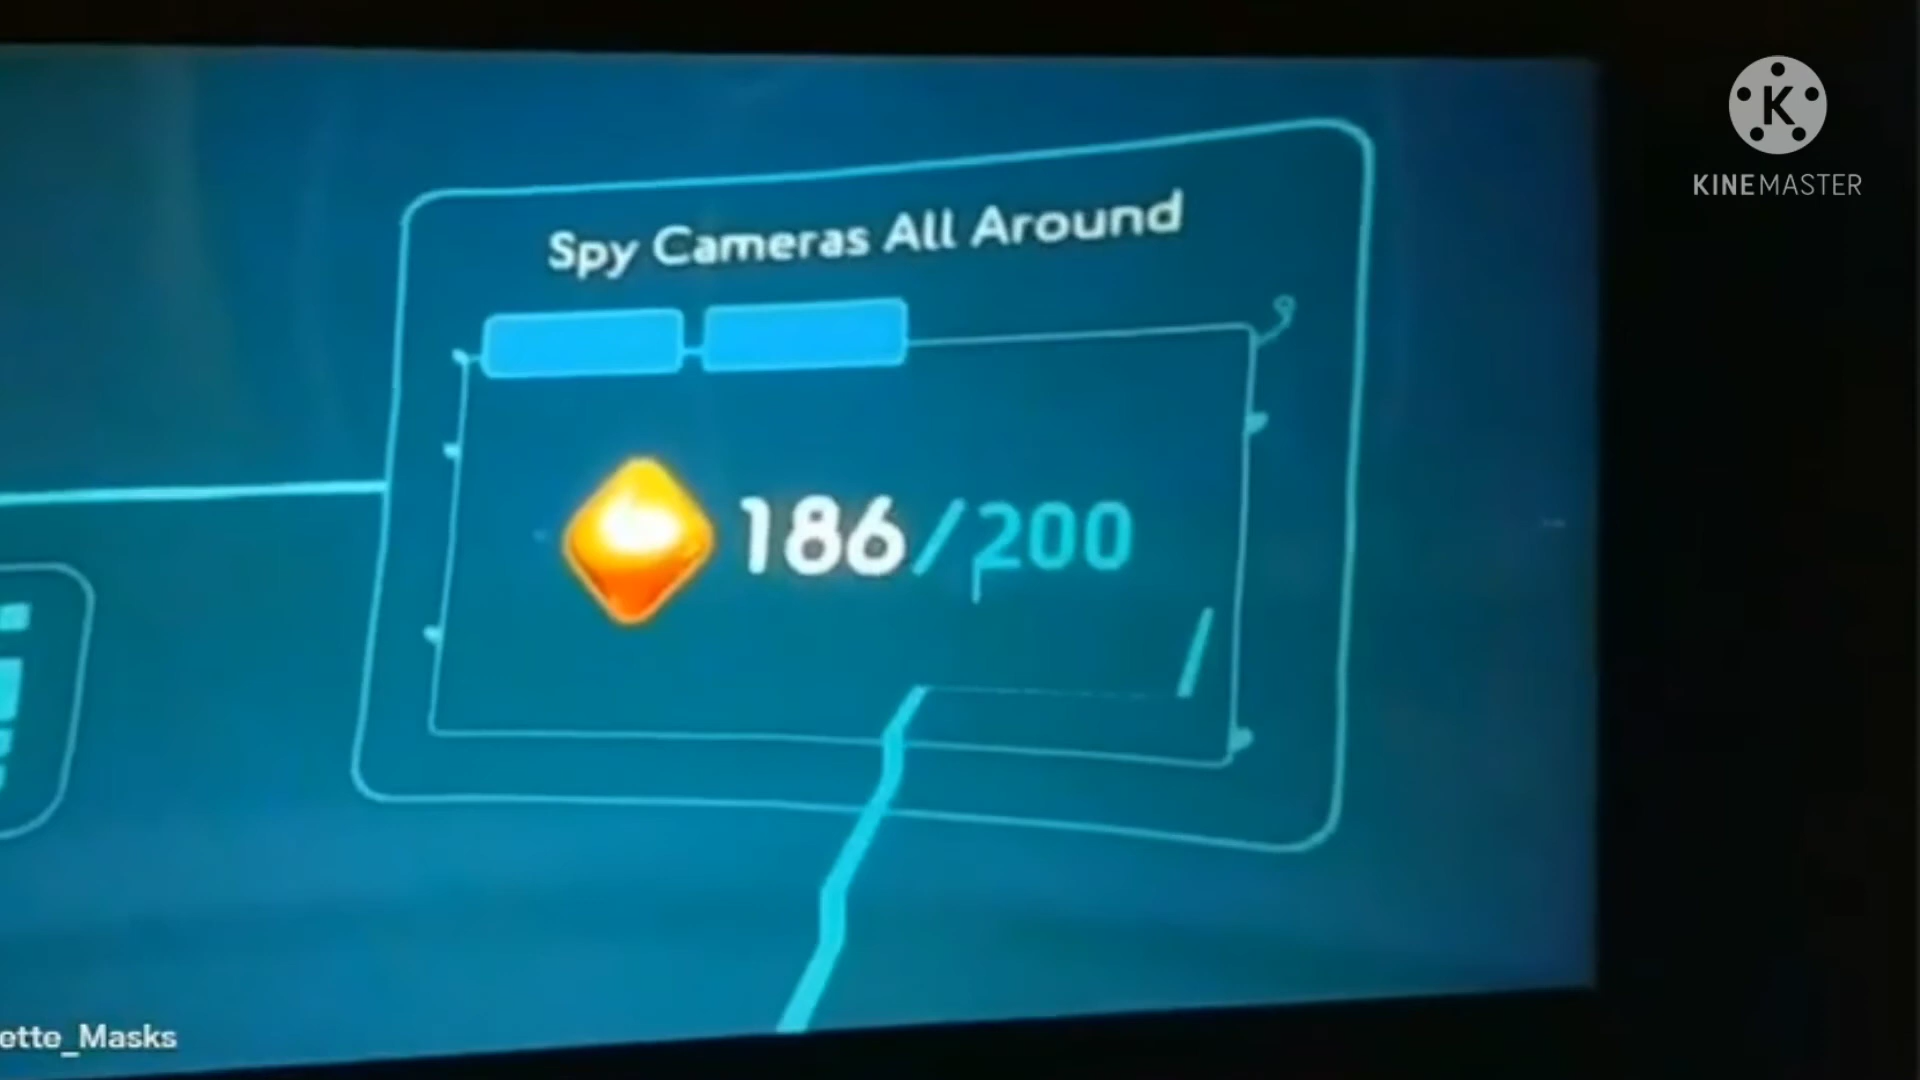 K
KINEMASTER
Spy Cameras All Around
186/200
ette_Masks